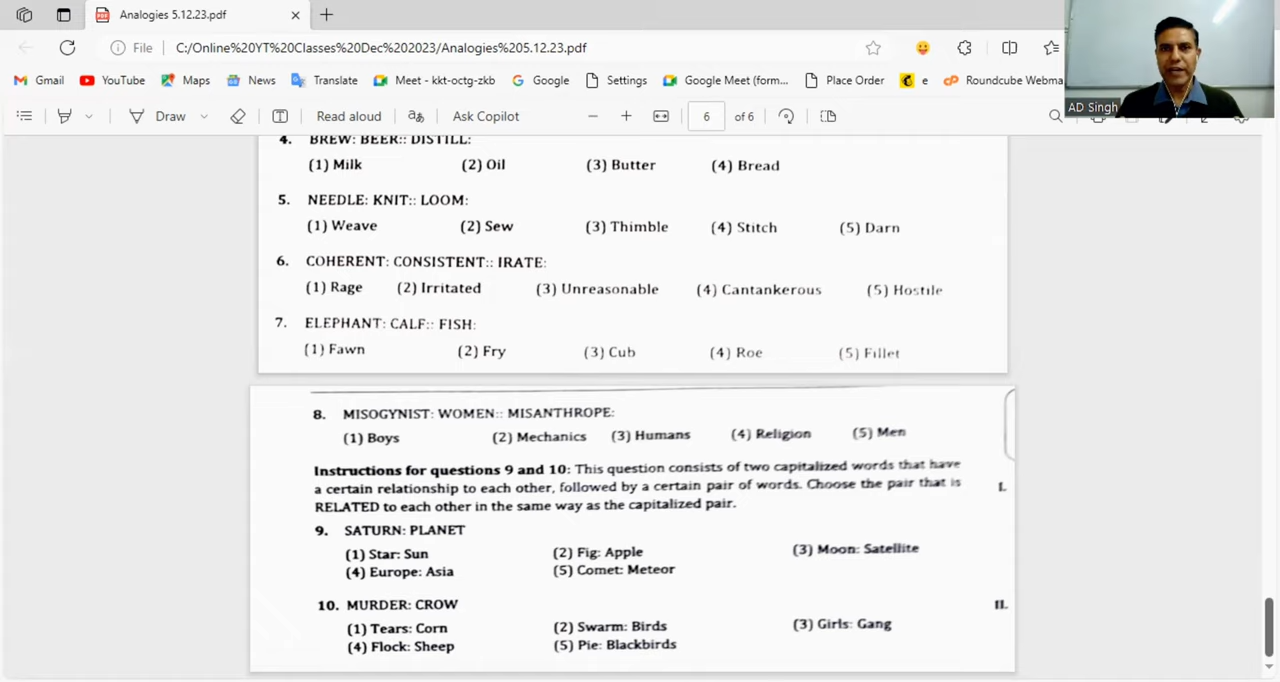 Analogies 5.12.23.pdf
File C:/Online%20YT%20Classes%20Dec%202023/Analogies%205.12.23.pdf
Gmail YouTube Maps News Translate Meet - kkt-octg-zkb Google Settings Google Meet (form... Place Order e Roundcube Webma
AD Singh
Draw Read aloud Ask Copilot 6 of 6
4. BREW: BEER:: DISTILL:
(1) Milk (2) Oil (3) Butter (4) Bread
5. NEEDLE: KNIT:: LOOM:
(1) Weave (2) Sew (3) Thimble (4) Stitch (5) Darn
6. COHERENT: CONSISTENT:: IRATE:
(1) Rage (2) Irritated (3) Unreasonable (4) Cantankerous (5) Hostile
7. ELEPHANT: CALF:: FISH:
(1) Fawn (2) Fry (3) Cub (4) Roe (5) Fillet
8. MISOGYNIST: WOMEN:: MISANTHROPE:
(1) Boys (2) Mechanics (3) Humans (4) Religion (5) Men
Instructions for questions 9 and 10: This question consists of two capitalized words that have
a certain relationship to each other, followed by a certain pair of words. Choose the pair that is
I.
RELATED to each other in the same way as the capitalized pair.
9. SATURN: PLANET
(1) Star: Sun (2) Fig: Apple (3) Moon: Satellite
(4) Europe: Asia (5) Comet: Meteor
10. MURDER: CROW
II.
(1) Tears: Corn (2) Swarm: Birds (3) Girls: Gang
(4) Flock: Sheep (5) Pie: Blackbirds